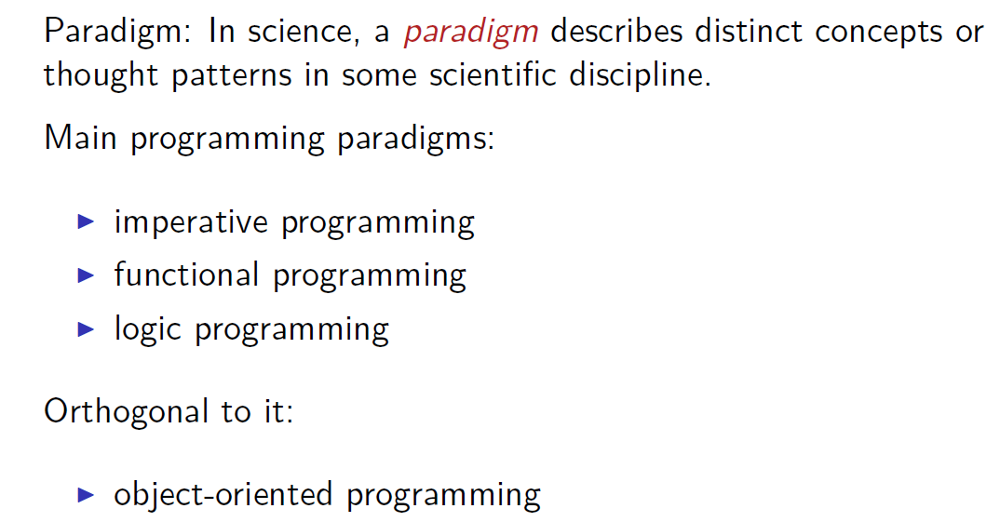 Paradigm: In science, a paradigm describes distinct concepts or
thought patterns in some scientific discipline.
Main programming paradigms:
▶ imperative programming
▶ functional programming
▶ logic programming
Orthogonal to it:
▶ object-oriented programming